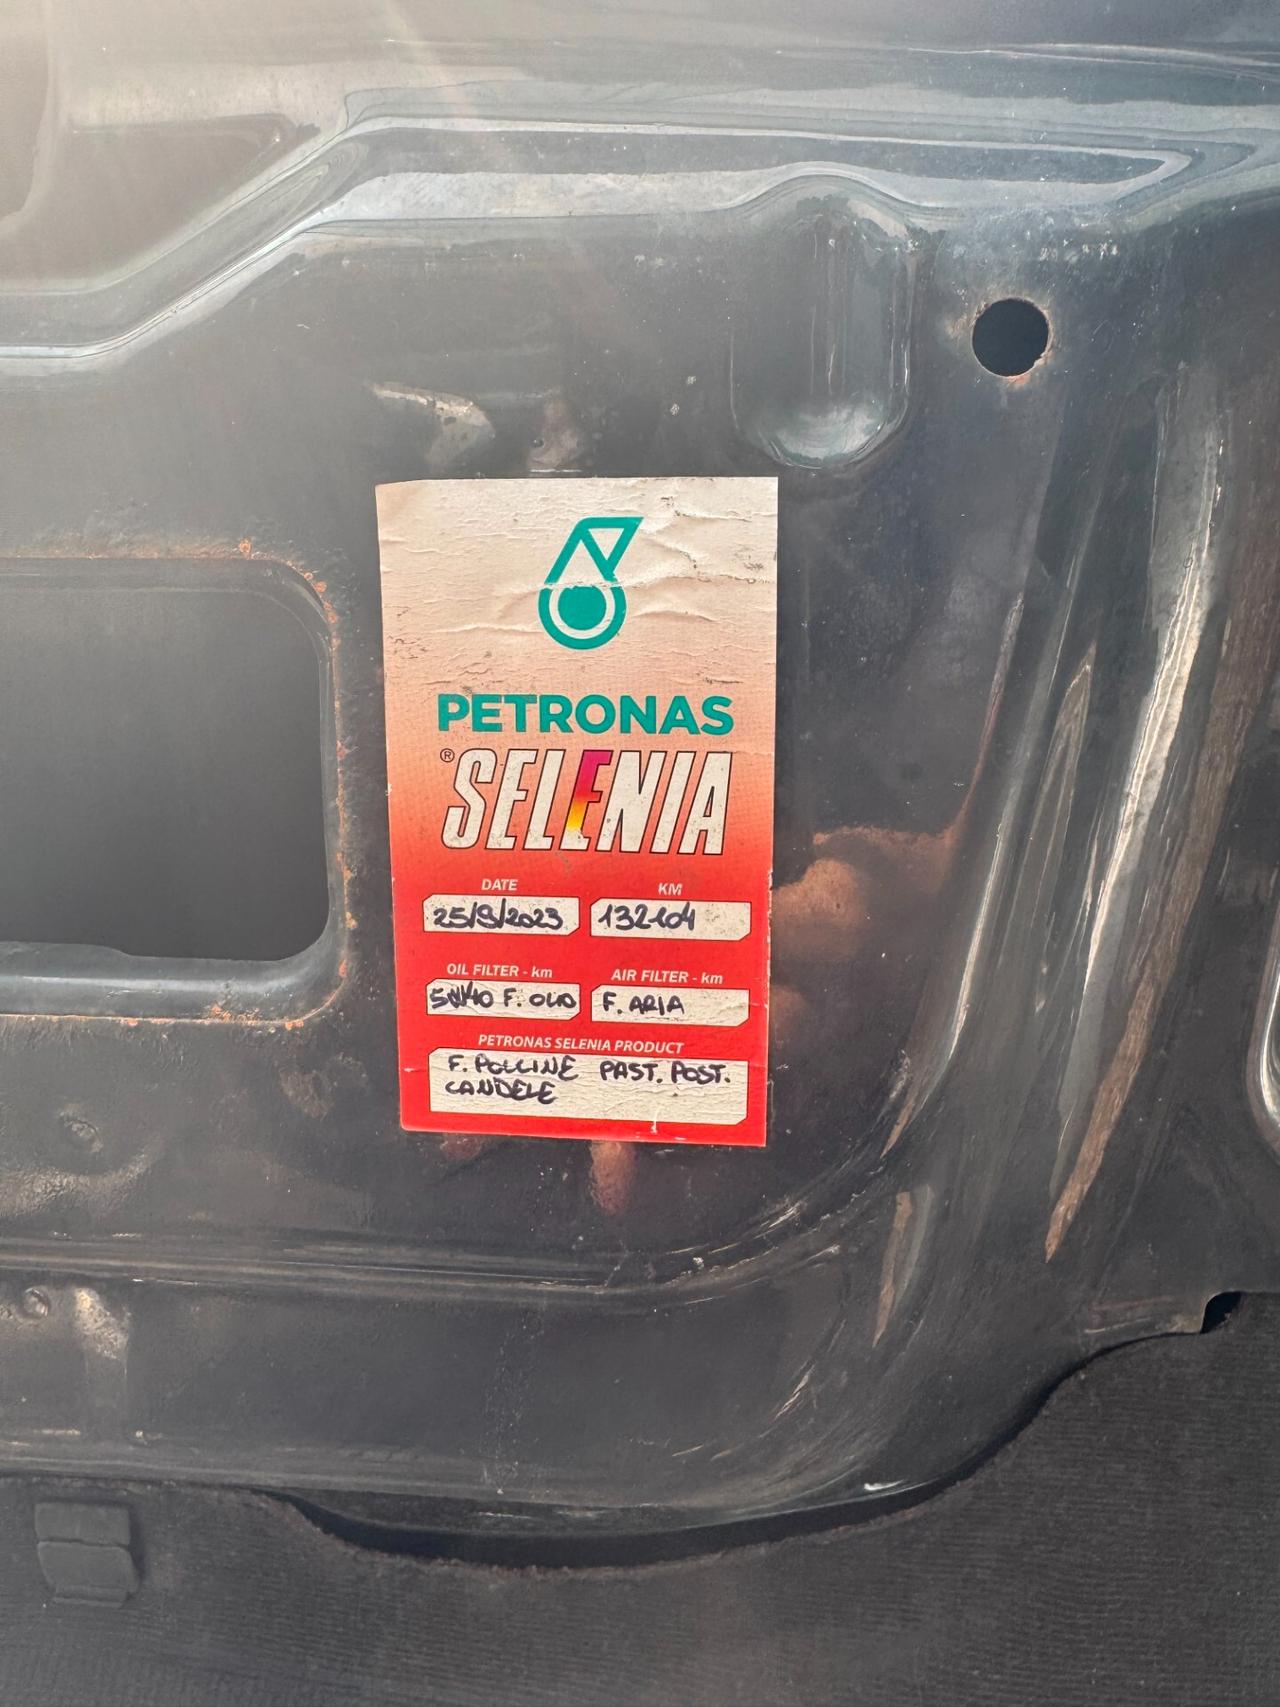 PETRONAS
® SELENIA
DATE KM
25/9/2023 132104
OIL FILTER - km AIR FILTER - km
5W40 F. OLIO F. ARIA
PETRONAS SELENIA PRODUCT
F. POLLINE PAST. POST.
CANDELE